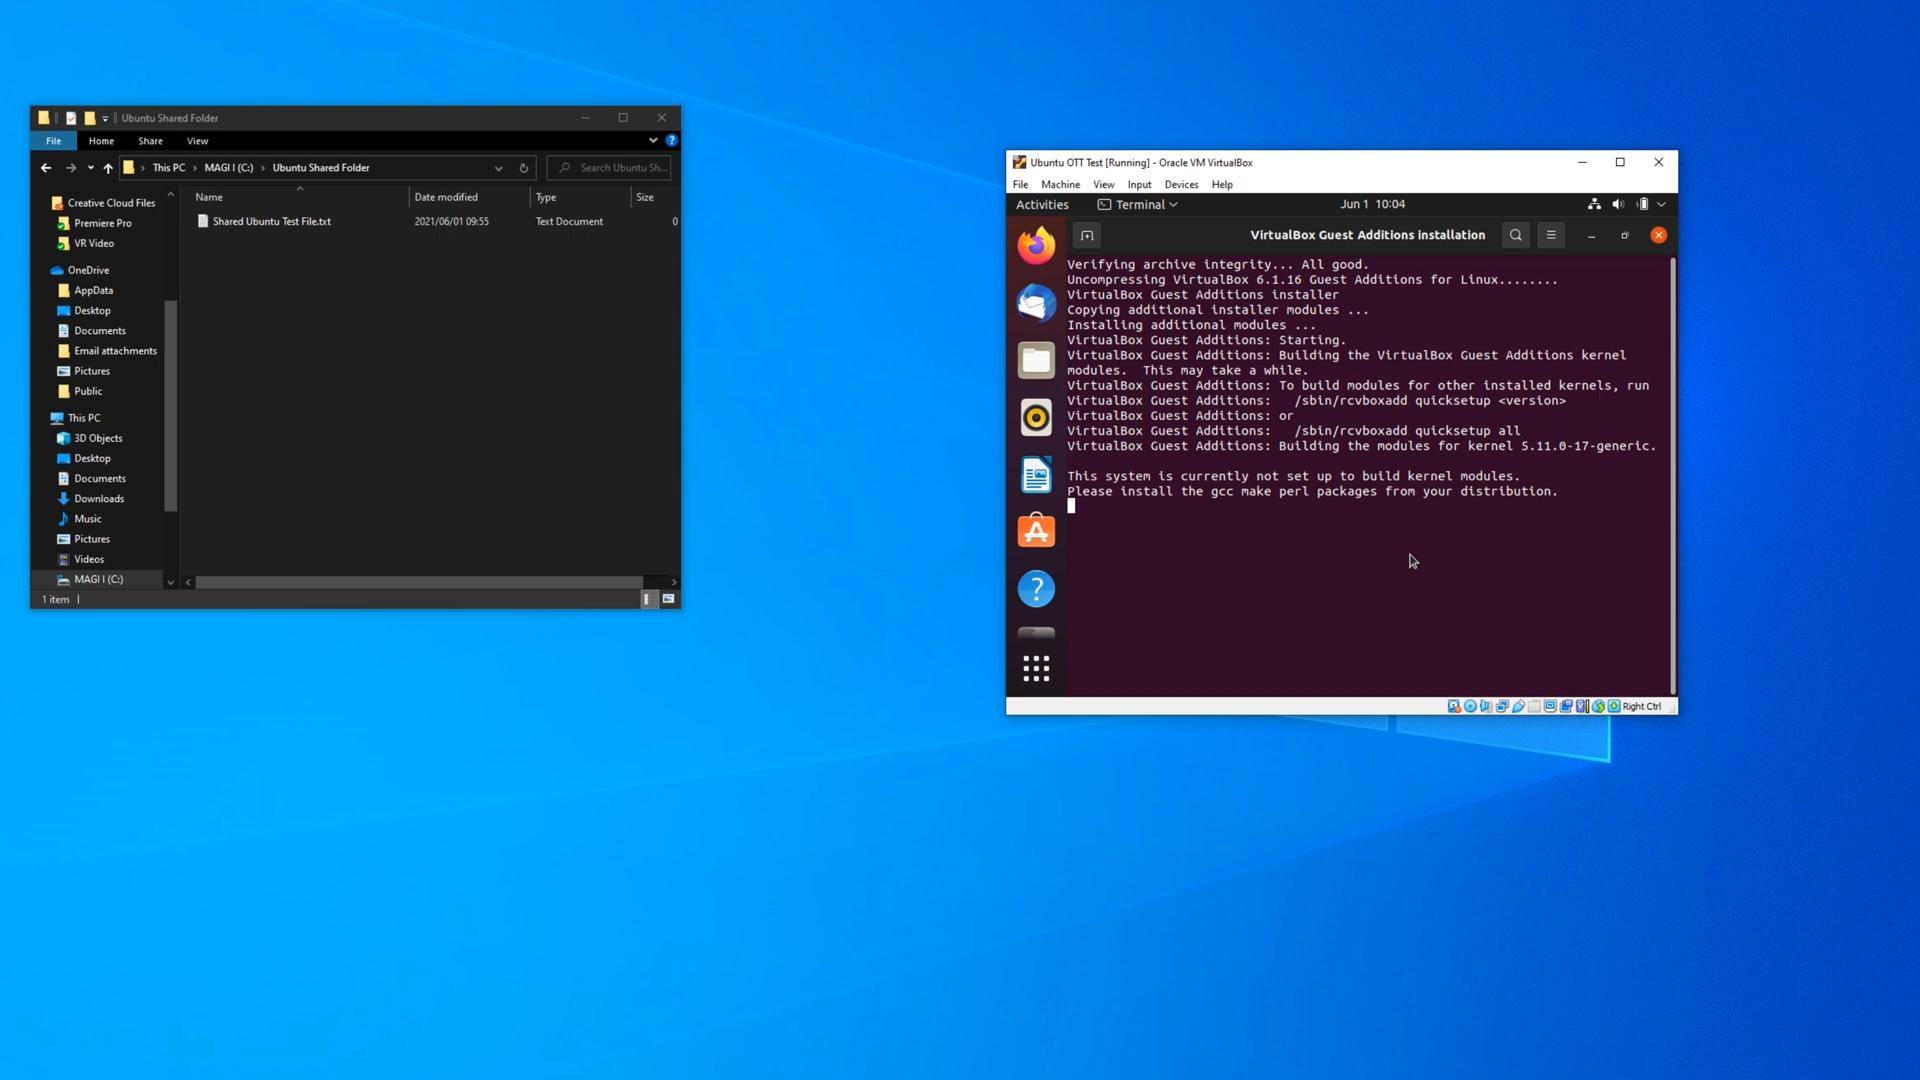 Ubuntu Shared Folder
File Home Share View
This PC MAGI I (C:) Ubuntu Shared Folder Search Ubuntu Sh...
Name Date modified Type Size
Shared Ubuntu Test File.txt 2021/06/01 09:55 Text Document 0
Creative Cloud Files
Premiere Pro
VR Video
OneDrive
AppData
Desktop
Documents
Email attachments
Pictures
Public
This PC
3D Objects
Desktop
Documents
Downloads
Music
Pictures
Videos
MAGI I (C:)
1 item
Ubuntu OTT Test [Running] - Oracle VM VirtualBox
File Machine View Input Devices Help
Activities Terminal Jun 1 10:04
VirtualBox Guest Additions installation
Verifying archive integrity... All good.
Uncompressing VirtualBox 6.1.16 Guest Additions for Linux........
VirtualBox Guest Additions installer
Copying additional installer modules ...
Installing additional modules ...
VirtualBox Guest Additions: Starting.
VirtualBox Guest Additions: Building the VirtualBox Guest Additions kernel
modules.  This may take a while.
VirtualBox Guest Additions: To build modules for other installed kernels, run
VirtualBox Guest Additions:   /sbin/rcvboxadd quicksetup <version>
VirtualBox Guest Additions: or
VirtualBox Guest Additions:   /sbin/rcvboxadd quicksetup all
VirtualBox Guest Additions: Building the modules for kernel 5.11.0-17-generic.
This system is currently not set up to build kernel modules.
Please install the gcc make perl packages from your distribution.
Right Ctrl